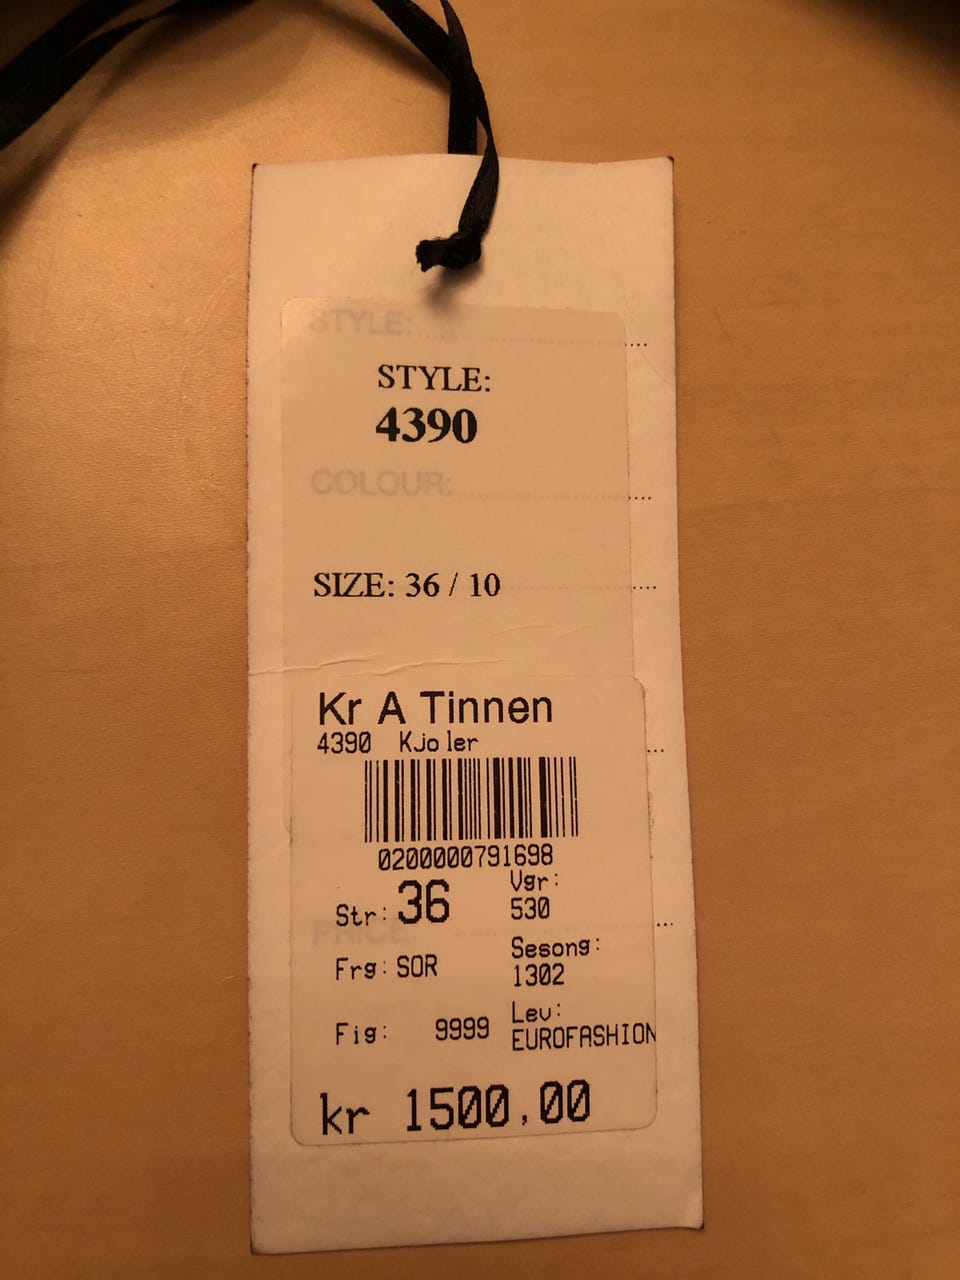 STYLE:
STYLE:
4390
COLOUR:
SIZE: 36 / 10
Kr A Tinnen
4390 Kjoler
0200000791698
Str: 36
Vgr:
530
PRICE:
Frg: SOR
Sesong:
1302
Fig: 9999
Lev:
EUROFASHION
kr 1500,00